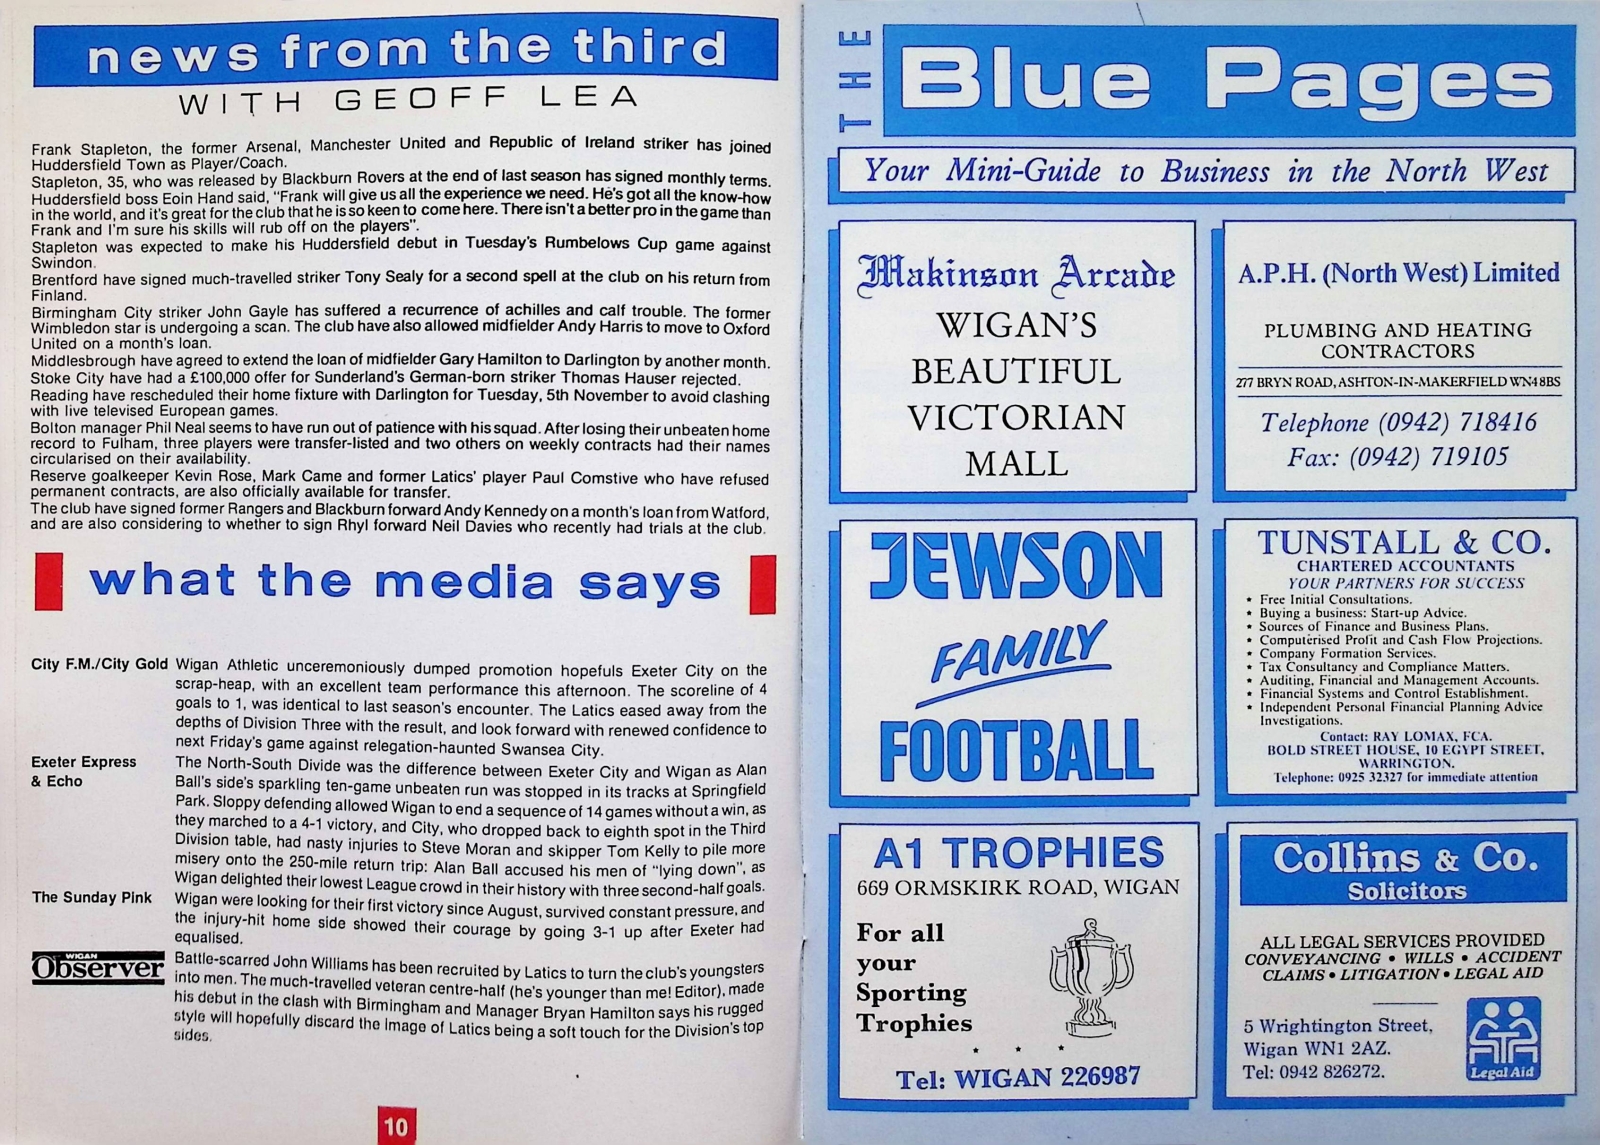 news from the third
WITH GEOFF LEA
Frank Stapleton, the former Arsenal, Manchester United and Republic of Ireland striker has joined
Huddersfield Town as Player/Coach.
Stapleton, 35, who was released by Blackburn Rovers at the end of last season has signed monthly terms.
Huddersfield boss Eoin Hand said, "Frank will give us all the experience we need. He's got all the know-how
in the world, and it's great for the club that he is so keen to come here. There isn't a better pro in the game than
Frank and I'm sure his skills will rub off on the players".
Stapleton was expected to make his Huddersfield debut in Tuesday's Rumbelows Cup game against
Swindon.
Brentford have signed much-travelled striker Tony Sealy for a second spell at the club on his return from
Finland.
Birmingham City striker John Gayle has suffered a recurrence of achilles and calf trouble. The former
Wimbledon star is undergoing a scan. The club have also allowed midfielder Andy Harris to move to Oxford
United on a month's loan.
Middlesbrough have agreed to extend the loan of midfielder Gary Hamilton to Darlington by another month.
Stoke City have had a £100,000 offer for Sunderland's German-born striker Thomas Hauser rejected.
Reading have rescheduled their home fixture with Darlington for Tuesday, 5th November to avoid clashing
with live televised European games.
Bolton manager Phil Neal seems to have run out of patience with his squad. After losing their unbeaten home
record to Fulham, three players were transfer-listed and two others on weekly contracts had their names
circularised on their availability.
Reserve goalkeeper Kevin Rose, Mark Came and former Latics' player Paul Comstive who have refused
permanent contracts, are also officially available for transfer.
The club have signed former Rangers and Blackburn forward Andy Kennedy on a month's loan from Watford,
and are also considering to whether to sign Rhyl forward Neil Davies who recently had trials at the club.
what the media says
City F.M./City Gold Wigan Athletic unceremoniously dumped promotion hopefuls Exeter City on the
scrap-heap, with an excellent team performance this afternoon. The scoreline of 4
goals to 1, was identical to last season's encounter. The Latics eased away from the
depths of Division Three with the result, and look forward with renewed confidence to
next Friday's game against relegation-haunted Swansea City.
Exeter Express The North-South Divide was the difference between Exeter City and Wigan as Alan
& Echo Ball's side's sparkling ten-game unbeaten run was stopped in its tracks at Springfield
Park. Sloppy defending allowed Wigan to end a sequence of 14 games without a win, as
they marched to a 4-1 victory, and City, who dropped back to eighth spot in the Third
Division table, had nasty injuries to Steve Moran and skipper Tom Kelly to pile more
misery onto the 250-mile return trip: Alan Ball accused his men of "lying down", as
Wigan delighted their lowest League crowd in their history with three second-half goals.
The Sunday Pink Wigan were looking for their first victory since August, survived constant pressure, and
the injury-hit home side showed their courage by going 3-1 up after Exeter had
equalised.
WIGAN
Observer Battle-scarred John Williams has been recruited by Latics to turn the club's youngsters
into men. The much-travelled veteran centre-half (he's younger than me! Editor), made
his debut in the clash with Birmingham and Manager Bryan Hamilton says his rugged
style will hopefully discard the image of Latics being a soft touch for the Division's top
sides.
10
THE
Blue Pages
Your Mini-Guide to Business in the North West
Makinson Arcade
WIGAN'S
BEAUTIFUL
VICTORIAN
MALL
A.P.H. (North West) Limited
PLUMBING AND HEATING
CONTRACTORS
277 BRYN ROAD, ASHTON-IN-MAKERFIELD WN4 8BS
Telephone (0942) 718416
Fax: (0942) 719105
JEWSON
FAMILY
FOOTBALL
TUNSTALL & CO.
CHARTERED ACCOUNTANTS
YOUR PARTNERS FOR SUCCESS
* Free Initial Consultations.
* Buying a business: Start-up Advice.
* Sources of Finance and Business Plans.
* Computerised Profit and Cash Flow Projections.
* Company Formation Services.
* Tax Consultancy and Compliance Matters.
* Auditing, Financial and Management Accounts.
* Financial Systems and Control Establishment.
* Independent Personal Financial Planning Advice
Investigations.
Contact: RAY LOMAX, FCA.
BOLD STREET HOUSE, 10 EGYPT STREET,
WARRINGTON.
Telephone: 0925 32327 for immediate attention
A1 TROPHIES
669 ORMSKIRK ROAD, WIGAN
For all
your
Sporting
Trophies
* * *
Tel: WIGAN 226987
Collins & Co.
Solicitors
ALL LEGAL SERVICES PROVIDED
CONVEYANCING • WILLS • ACCIDENT
CLAIMS • LITIGATION • LEGAL AID
5 Wrightington Street,
Wigan WN1 2AZ.
Tel: 0942 826272.
Legal Aid